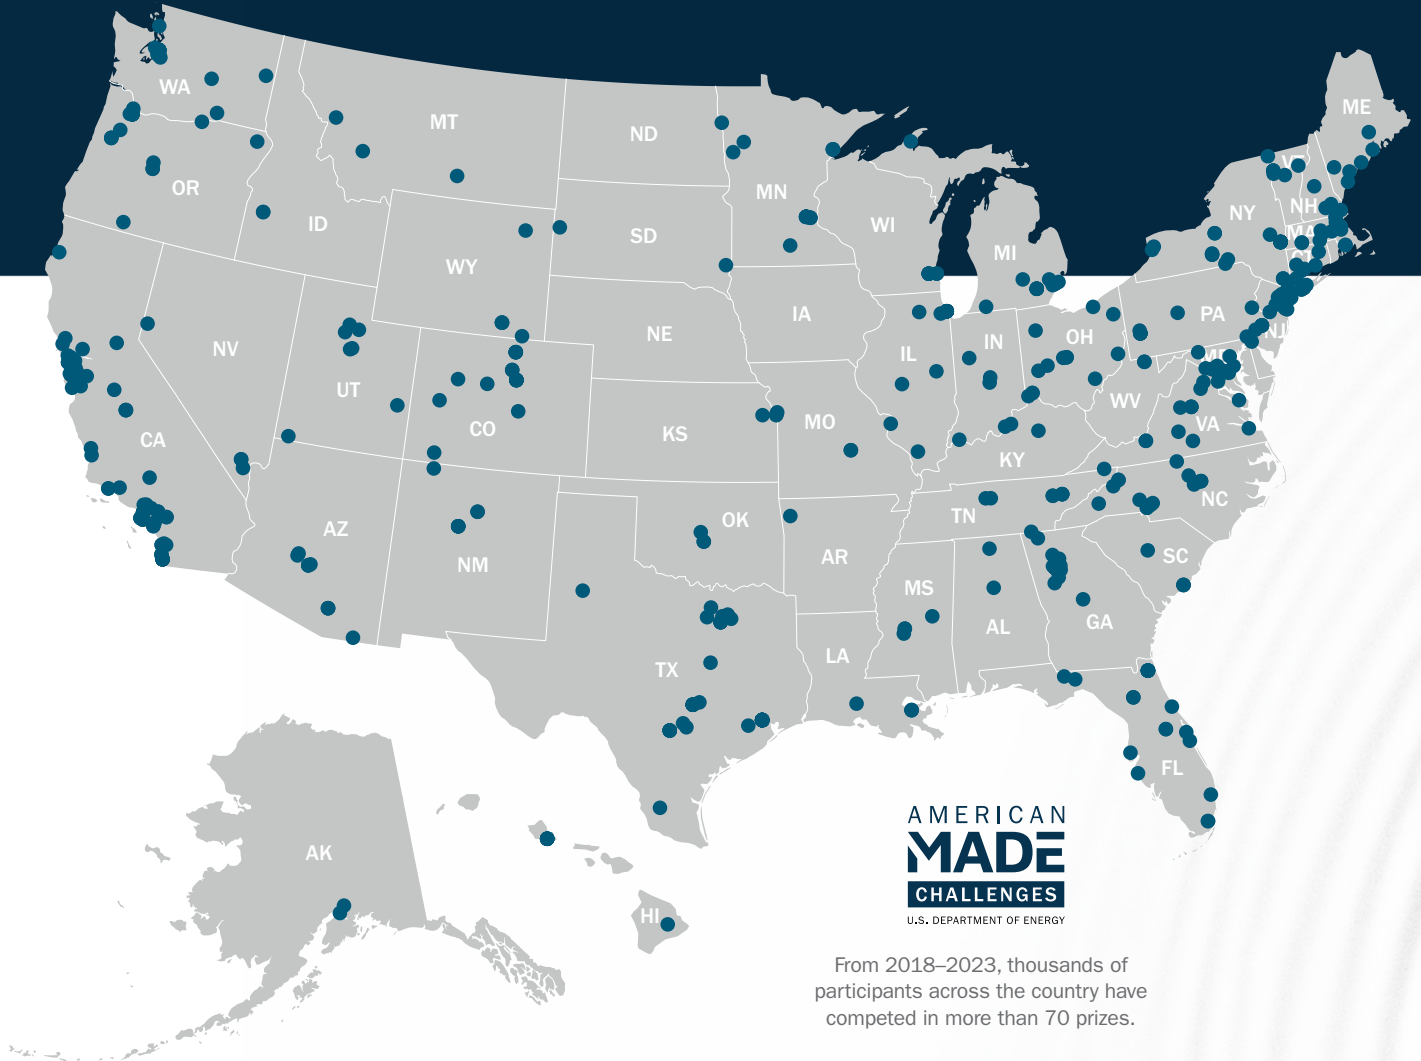 WA
MT
ND
ME
VT
MN
OR
ID
SD
WI
NY
NH
MA
MI
CT
WY
IA
PA
NE
NV
IL
IN
OH
NJ
MD
UT
CO
WV
CA
KS
MO
VA
KY
NC
OK
TN
AZ
AR
SC
NM
MS
AL
GA
TX
LA
FL
AK
HI
AMERICAN
MADE
CHALLENGES
U.S. DEPARTMENT OF ENERGY
From 2018–2023, thousands of
participants across the country have
competed in more than 70 prizes.